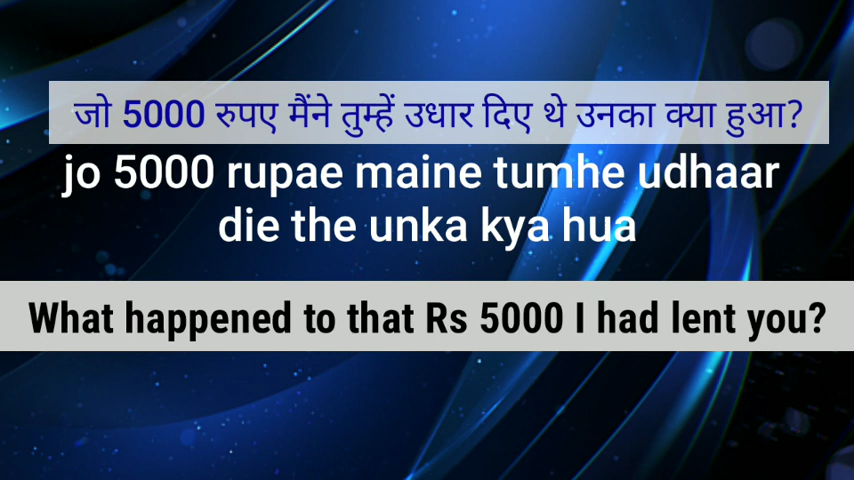 जो 5000 रुपए मैंने तुम्हें उधार दिए थे उनका क्या हुआ?
jo 5000 rupae maine tumhe udhaar
die the unka kya hua
What happened to that Rs 5000 I had lent you?